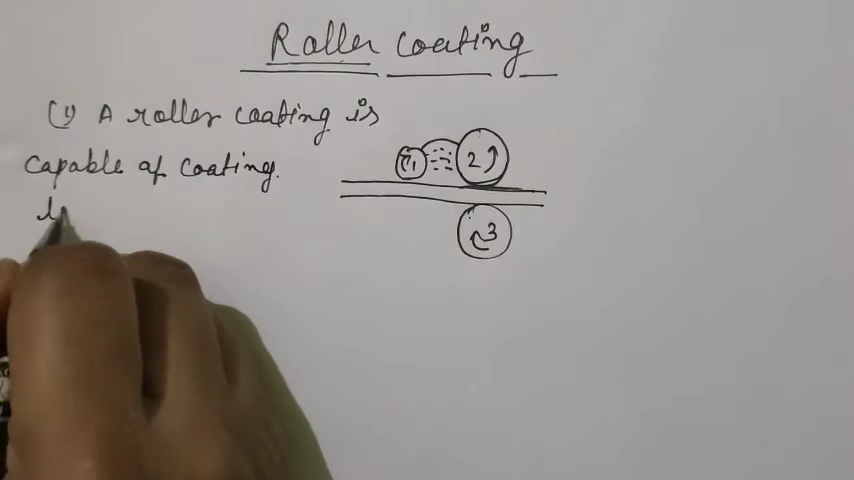 Roller coating
(1) A roller coating is
capable of coating.
1
2
3